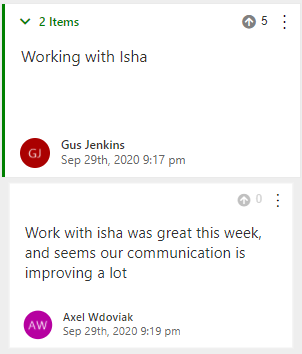 2 Items
5
Working with Isha
GJ
Gus Jenkins
Sep 29th, 2020 9:17 pm
0
Work with isha was great this week,
and seems our communication is
improving a lot
AW
Axel Wdoviak
Sep 29th, 2020 9:19 pm